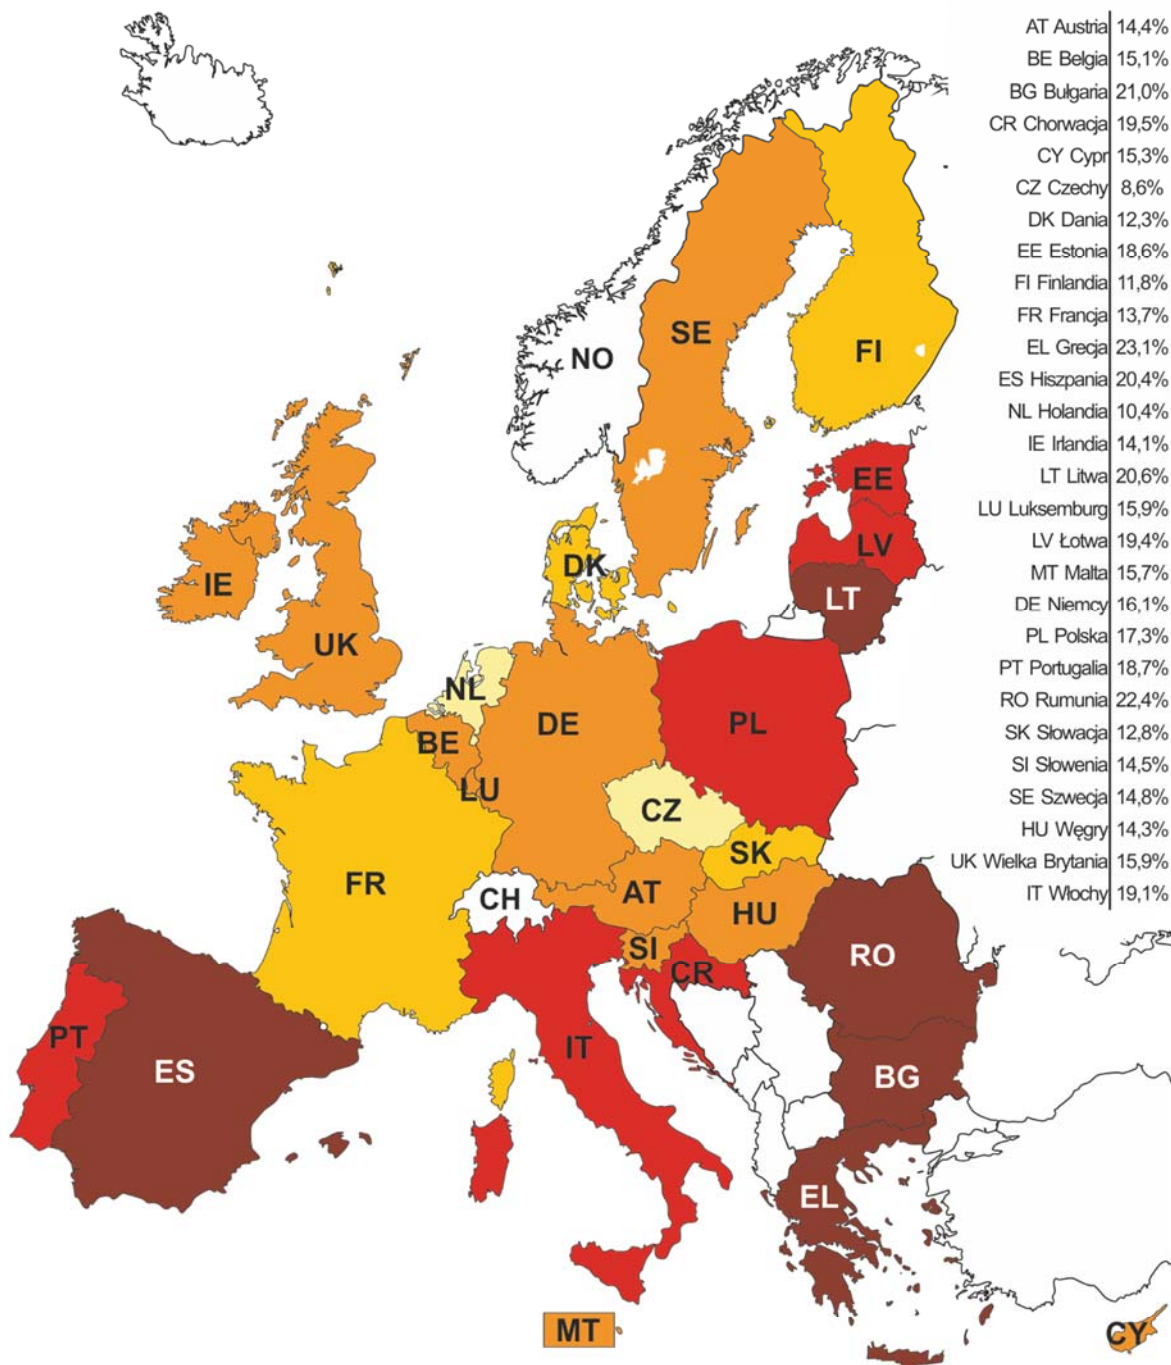 AT Austria 14,4%
BE Belgia 15,1%
BG Bułgaria 21,0%
CR Chorwacja 19,5%
CY Cypr 15,3%
CZ Czechy 8,6%
DK Dania 12,3%
EE Estonia 18,6%
FI Finlandia 11,8%
FR Francja 13,7%
EL Grecja 23,1%
ES Hiszpania 20,4%
NL Holandia 10,4%
IE Irlandia 14,1%
LT Litwa 20,6%
LU Luksemburg 15,9%
LV Łotwa 19,4%
MT Malta 15,7%
DE Niemcy 16,1%
PL Polska 17,3%
PT Portugalia 18,7%
RO Rumunia 22,4%
SK Słowacja 12,8%
SI Słowenia 14,5%
SE Szwecja 14,8%
HU Węgry 14,3%
UK Wielka Brytania 15,9%
IT Włochy 19,1%
SE
NO
FI
EE
LV
DK
IE
LT
UK
NL
DE
PL
BE
LU
CZ
SK
FR
CH
AT
HU
SI
RO
CR
PT
IT
ES
BG
EL
MT
CY